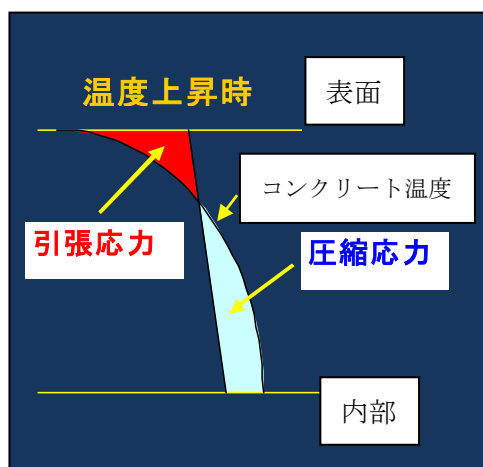 温度上昇時
表面
コンクリート温度
引張応力
圧縮応力
内部